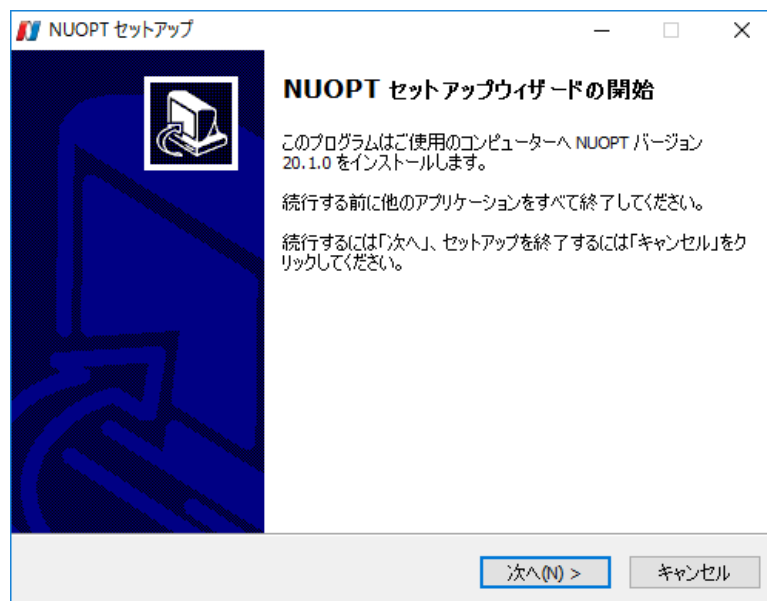 NUOPT セットアップ
NUOPT セットアップウィザードの開始
このプログラムはご使用のコンピューターへ NUOPT バージョン
20.1.0 をインストールします。
続行する前に他のアプリケーションをすべて終了してください。
続行するには「次へ」、セットアップを終了するには「キャンセル」をク
リックしてください。
次へ(N) >
キャンセル